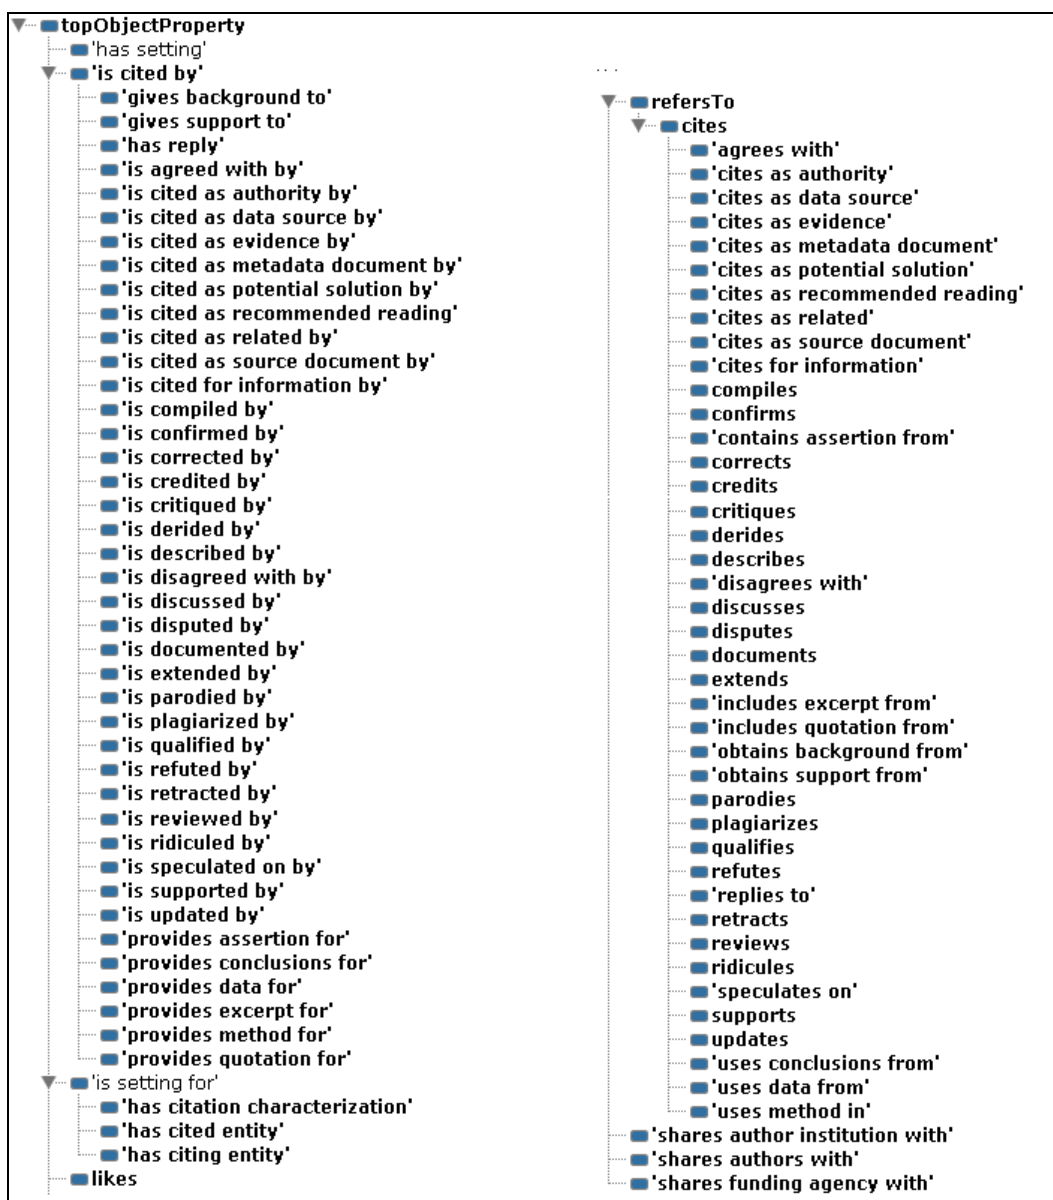 topObjectProperty
'has setting'
'is cited by'
'gives background to'
'gives support to'
'has reply'
'is agreed with by'
'is cited as authority by'
'is cited as data source by'
'is cited as evidence by'
'is cited as metadata document by'
'is cited as potential solution by'
'is cited as recommended reading'
'is cited as related by'
'is cited as source document by'
'is cited for information by'
'is compiled by'
'is confirmed by'
'is corrected by'
'is credited by'
'is critiqued by'
'is derided by'
'is described by'
'is disagreed with by'
'is discussed by'
'is disputed by'
'is documented by'
'is extended by'
'is parodied by'
'is plagiarized by'
'is qualified by'
'is refuted by'
'is retracted by'
'is reviewed by'
'is ridiculed by'
'is speculated on by'
'is supported by'
'is updated by'
'provides assertion for'
'provides conclusions for'
'provides data for'
'provides excerpt for'
'provides method for'
'provides quotation for'
'is setting for'
'has citation characterization'
'has cited entity'
'has citing entity'
likes
...
refersTo
cites
'agrees with'
'cites as authority'
'cites as data source'
'cites as evidence'
'cites as metadata document'
'cites as potential solution'
'cites as recommended reading'
'cites as related'
'cites as source document'
'cites for information'
compiles
confirms
'contains assertion from'
corrects
credits
critiques
derides
describes
'disagrees with'
discusses
disputes
documents
extends
'includes excerpt from'
'includes quotation from'
'obtains background from'
'obtains support from'
parodies
plagiarizes
qualifies
refutes
'replies to'
retracts
reviews
ridicules
'speculates on'
supports
updates
'uses conclusions from'
'uses data from'
'uses method in'
'shares author institution with'
'shares authors with'
'shares funding agency with'